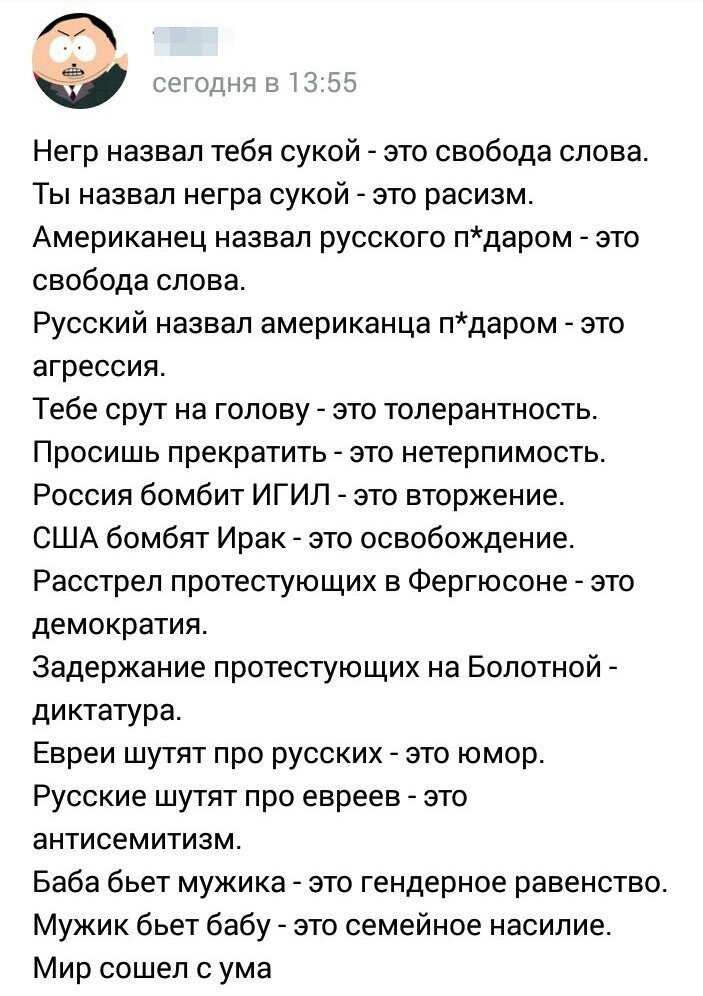 сегодня в 13:55
Негр назвал тебя сукой - это свобода слова.
Ты назвал негра сукой - это расизм.
Американец назвал русского п*даром - это
свобода слова.
Русский назвал американца п*даром - это
агрессия.
Тебе срут на голову - это толерантность.
Просишь прекратить - это нетерпимость.
Россия бомбит ИГИЛ - это вторжение.
США бомбят Ирак - это освобождение.
Расстрел протестующих в Фергюсоне - это
демократия.
Задержание протестующих на Болотной -
диктатура.
Евреи шутят про русских - это юмор.
Русские шутят про евреев - это
антисемитизм.
Баба бьет мужика - это гендерное равенство.
Мужик бьет бабу - это семейное насилие.
Мир сошел с ума